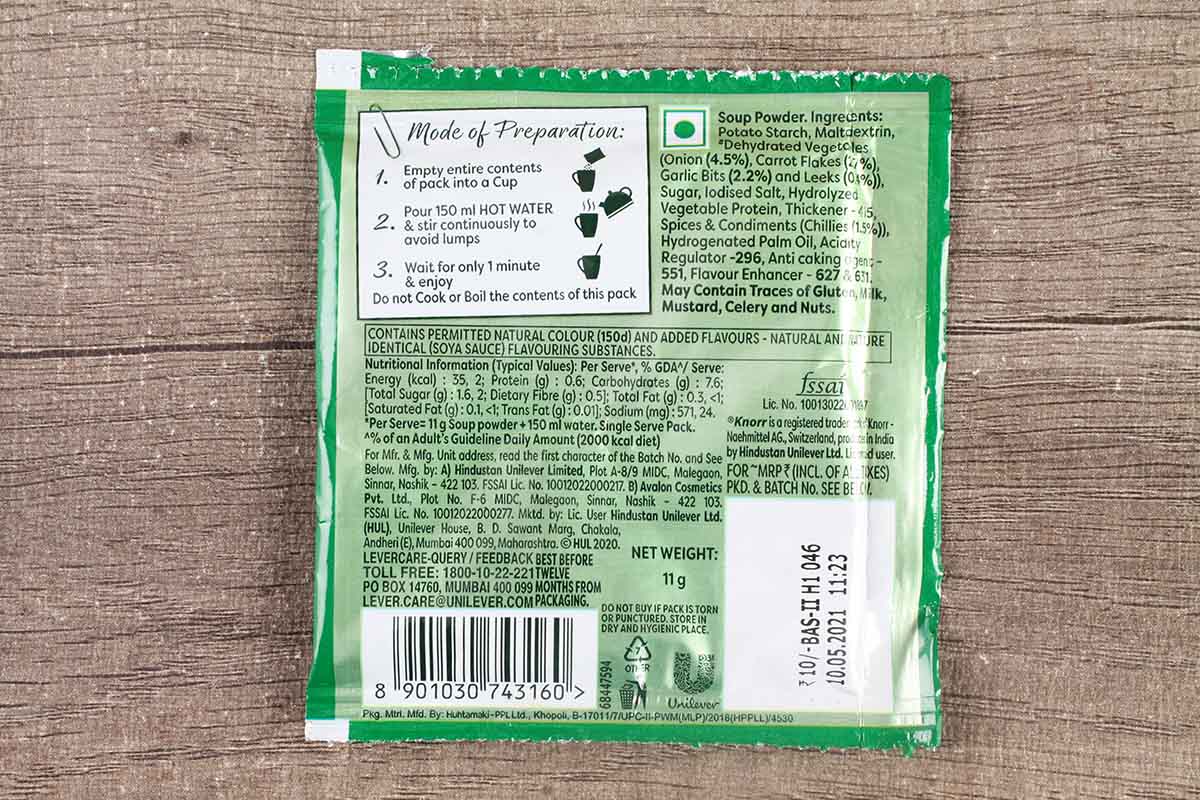 Mode of Preparation:
1. Empty entire contents
of pack into a Cup
2. Pour 150 ml HOT WATER
& stir continuously to
avoid lumps
3. Wait for only 1 minute
& enjoy
Do not Cook or Boil the contents of this pack
Soup Powder. Ingredients:
Potato Starch, Maltdextrin,
*Dehydrated Vegetables
(Onion (4.5%), Carrot Flakes
Garlic Bits (2.2%) and Leeks
Sugar, Iodised Salt, Hydrolyzed
Vegetable Protein, Thickener -
Spices & Condiments (Chillies (1.5%)),
Hydrogenated Palm Oil, Acidity
Regulator -296, Anti caking agent -
551, Flavour Enhancer - 627 & 631.
May Contain Traces of Gluten, Milk,
Mustard, Celery and Nuts.
CONTAINS PERMITTED NATURAL COLOUR (150d) AND ADDED FLAVOURS - NATURAL AND NATURE
IDENTICAL (SOYA SAUCE) FLAVOURING SUBSTANCES.
Nutritional Information (Typical Values): Per Serve*, % GDA^/ Serve:
Energy (kcal) : 35, 2; Protein (g) : 0.6; Carbohydrates (g) : 7.6;
[Total Sugar (g) : 1.6, 2; Dietary Fibre (g) : 0.5]; Total Fat (g) : 0.3, <1;
[Saturated Fat (g) : 0.1, <1; Trans Fat (g) : 0.01]; Sodium (mg) : 571, 24.
*Per Serve= 11 g Soup powder + 150 ml water. Single Serve Pack.
^% of an Adult's Guideline Daily Amount (2000 kcal diet)
For Mfr. & Mfg. Unit address, read the first character of the Batch No. and See
Below. Mfg. by: A) Hindustan Unilever Limited, Plot A-8/9 MIDC, Malegaon,
Sinnar, Nashik – 422 103. FSSAI Lic. No. 10012022000217. B) Avalon Cosmetics
Pvt. Ltd., Plot No. F-6 MIDC, Malegaon, Sinnar, Nashik – 422 103.
FSSAI Lic. No. 10012022000277. Mktd. by: Lic. User Hindustan Unilever Ltd.
(HUL), Unilever House, B. D. Sawant Marg, Chakala,
Andheri (E), Mumbai 400 099, Maharashtra. © HUL 2020.
LEVERCARE-QUERY / FEEDBACK
TOLL FREE: 1800-10-22-221
PO BOX 14760, MUMBAI 400 099
LEVER.CARE@UNILEVER.COM
BEST BEFORE
TWELVE
MONTHS FROM
PACKAGING.
fssai
Lic. No.
®Knorr is a registered trademark Knorr -
Naehmittel AG., Switzerland, produced in India
by Hindustan Unilever Ltd. Licensed user.
FOR ~MRP ₹ (INCL. OF ALL TAXES)
PKD. & BATCH No. SEE BELOW.
NET WEIGHT:
11 g
DO NOT BUY IF PACK IS TORN
OR PUNCTURED. STORE IN
DRY AND HYGIENIC PLACE.
₹ 10/-BAS-II H1 046
10.05.2021 11:23
8 901030 743160 >
68447594
7
OTHER
Unilever
Pkg. Mtrl. Mfd. By: Huhtamaki-PPL Ltd., Khopoli, B-17011/7/UPC-II-PWM(MLP)/2018(HPPLL)/4530